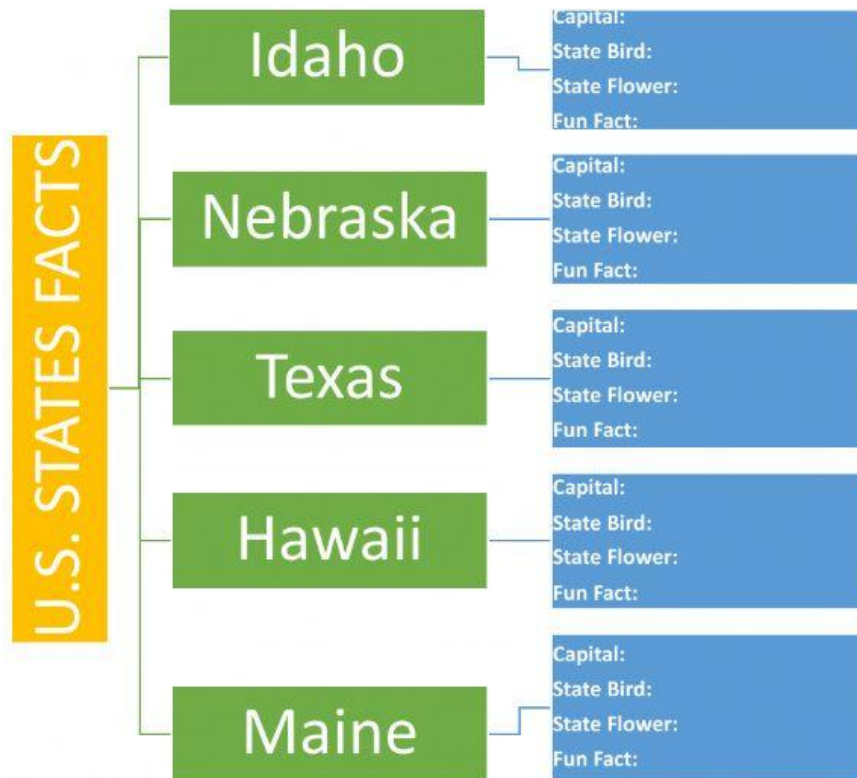 U.S. STATES FACTS
Idaho
Capital:
State Bird:
State Flower:
Fun Fact:
Nebraska
Capital:
State Bird:
State Flower:
Fun Fact:
Texas
Capital:
State Bird:
State Flower:
Fun Fact:
Hawaii
Capital:
State Bird:
State Flower:
Fun Fact:
Maine
Capital:
State Bird:
State Flower:
Fun Fact: